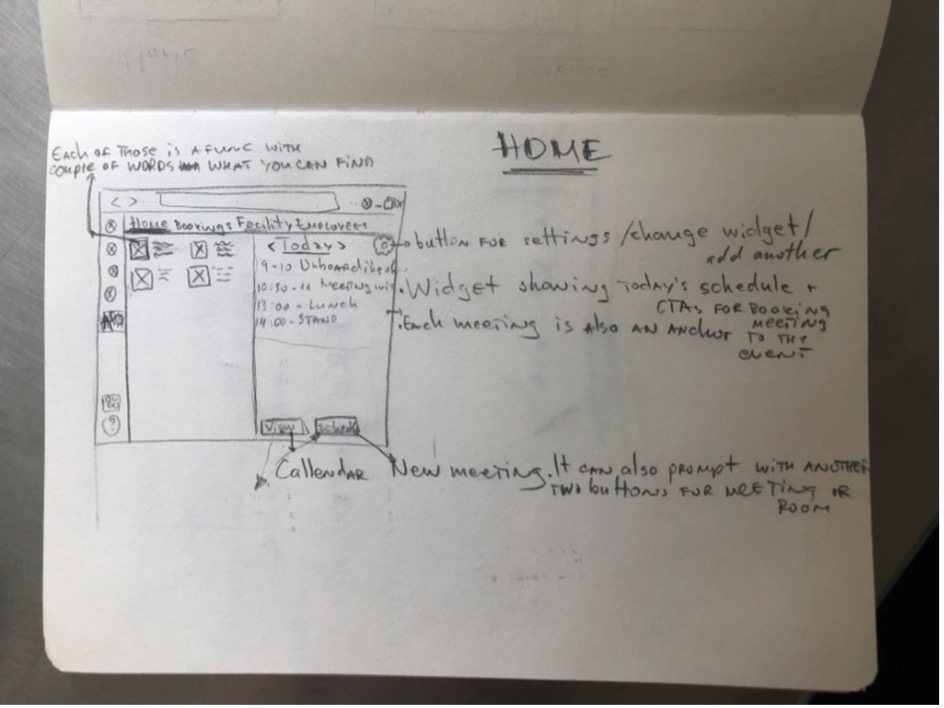 HOME
EACH OF THOSE IS A FUNC WITH
COUPLE OF WORDS WHAT YOU CAN FIND
< >
Home Bookings Facility Employees
< Today >
9-10 Onboarding
10:30-11 Meeting wi
13:00 - Lunch
14:00 - STAND
View
Sched
?
button FOR settings /change widget/
add another
. Widget showing Today's schedule +
CTAs FOR BOOKING
MEETING
. Each meeting is also AN ANCHOR TO THE
EVENT
Callendar
New meeting. It can also prompt with ANOTHER
TWO buttons FOR MEETING OR
ROOM